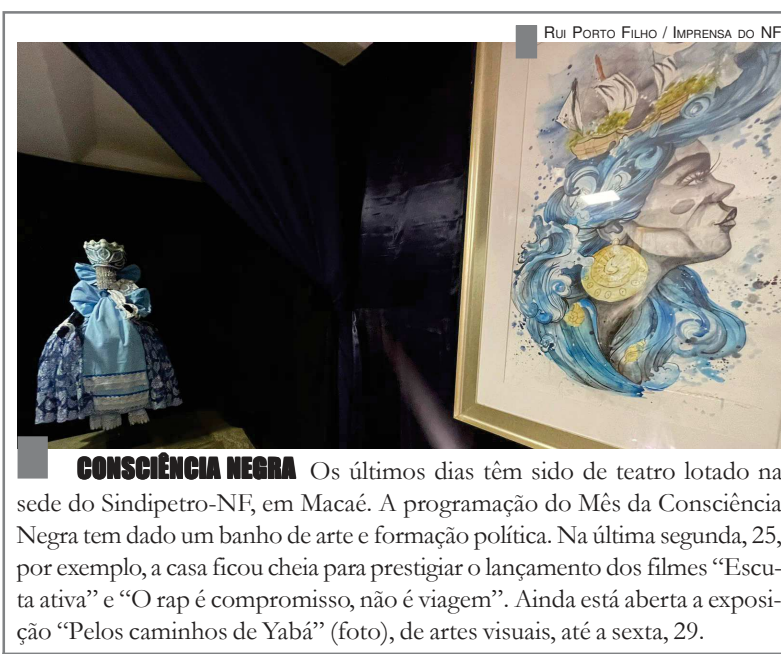 Rui Porto Filho / Imprensa do NF
CONSCIÊNCIA NEGRA Os últimos dias têm sido de teatro lotado na
sede do Sindipetro-NF, em Macaé. A programação do Mês da Consciência
Negra tem dado um banho de arte e formação política. Na última segunda, 25,
por exemplo, a casa ficou cheia para prestigiar o lançamento dos filmes “Escu-
ta ativa” e “O rap é compromisso, não é viagem”. Ainda está aberta a exposi-
ção “Pelos caminhos de Yabá” (foto), de artes visuais, até a sexta, 29.